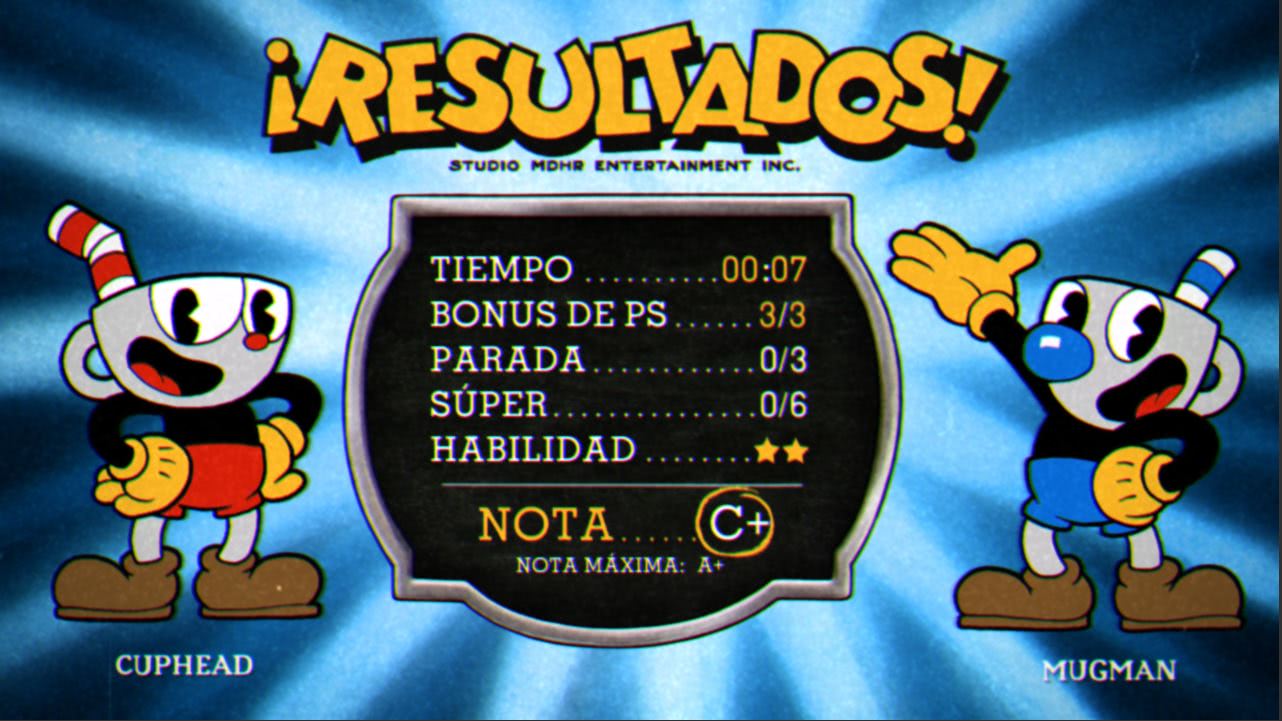 ¡RESULTADOS!
STUDIO MDHR ENTERTAINMENT INC.
TIEMPO ...........00:07
BONUS DE PS......3/3
PARADA .............0/3
SÚPER................0/6
HABILIDAD ........★★
NOTA......C+
NOTA MÁXIMA: A+
CUPHEAD
MUGMAN